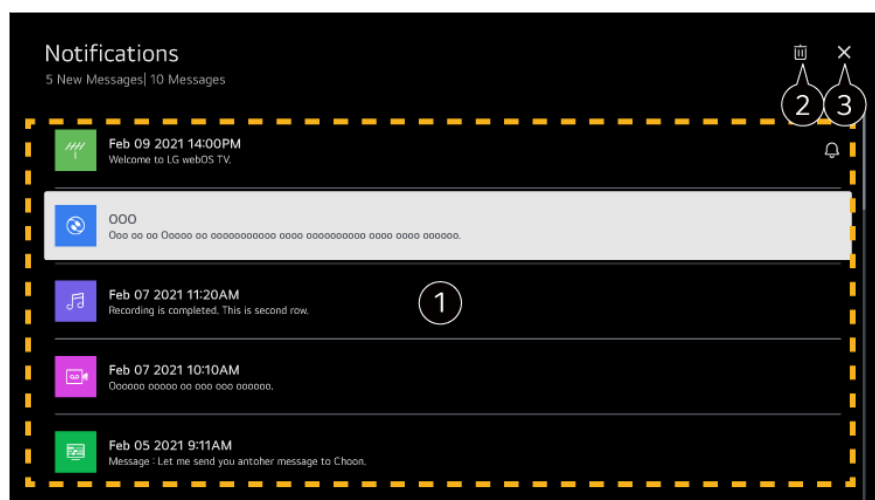 Notifications
5 New Messages| 10 Messages
2
3
Feb 09 2021 14:00PM
Welcome to LG webOS TV.
OOO
Ooo oo oo Ooooo oo ooooooooooo oooo oooooooooo oooo oooo oooooo.
Feb 07 2021 11:20AM
Recording is completed. This is second row.
1
Feb 07 2021 10:10AM
Oooooo ooooo oo ooo ooo oooooo.
Feb 05 2021 9:11AM
Message : Let me send you antoher message to Choon.